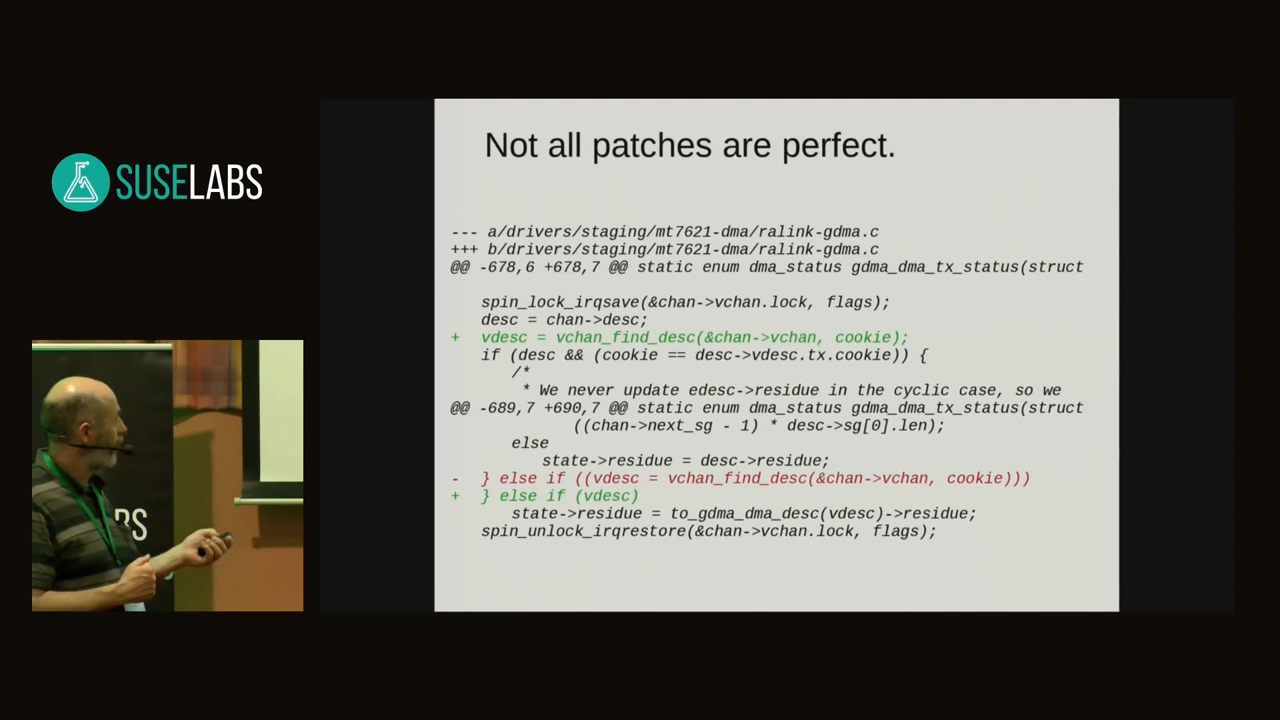 SUSELABS
Not all patches are perfect.
--- a/drivers/staging/mt7621-dma/ralink-gdma.c
+++ b/drivers/staging/mt7621-dma/ralink-gdma.c
@@ -678,6 +678,7 @@ static enum dma_status gdma_dma_tx_status(struct
spin_lock_irqsave(&chan->vchan.lock, flags);
desc = chan->desc;
+ vdesc = vchan_find_desc(&chan->vchan, cookie);
if (desc && (cookie == desc->vdesc.tx.cookie)) {
/*
* We never update edesc->residue in the cyclic case, so we
@@ -689,7 +690,7 @@ static enum dma_status gdma_dma_tx_status(struct
((chan->next_sg - 1) * desc->sg[0].len);
else
state->residue = desc->residue;
- } else if ((vdesc = vchan_find_desc(&chan->vchan, cookie)))
+ } else if (vdesc)
state->residue = to_gdma_dma_desc(vdesc)->residue;
spin_unlock_irqrestore(&chan->vchan.lock, flags);
BS